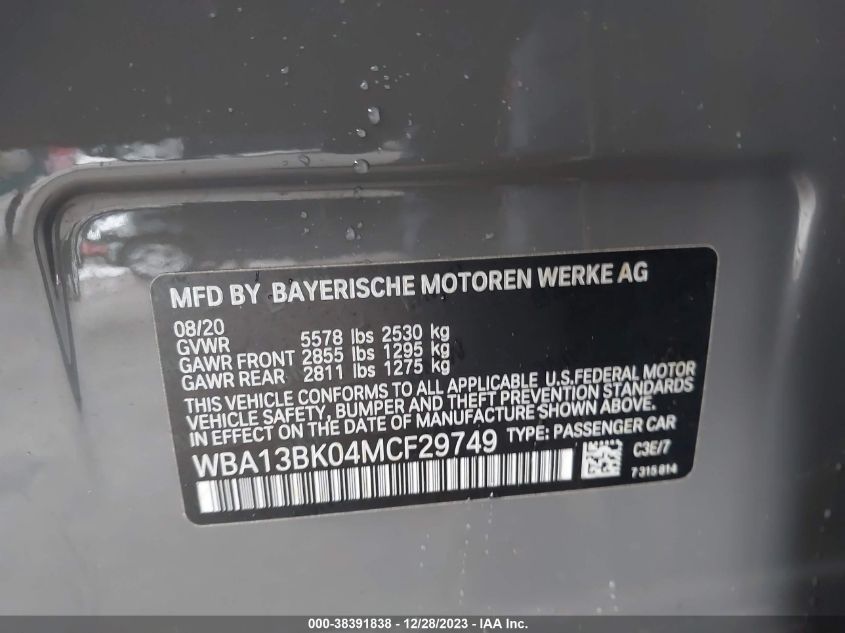 MFD BY BAYERISCHE MOTOREN WERKE AG
08/20
GVWR 5578 lbs 2530 kg
GAWR FRONT 2855 lbs 1295 kg
GAWR REAR 2811 lbs 1275 kg
THIS VEHICLE CONFORMS TO ALL APPLICABLE U.S.FEDERAL MOTOR
VEHICLE SAFETY, BUMPER AND THEFT PREVENTION STANDARDS
IN EFFECT ON THE DATE OF MANUFACTURE SHOWN ABOVE.
WBA13BK04MCF29749 TYPE: PASSENGER CAR
C3E/7
7315814
000-38391838 - 12/28/2023 - IAA Inc.